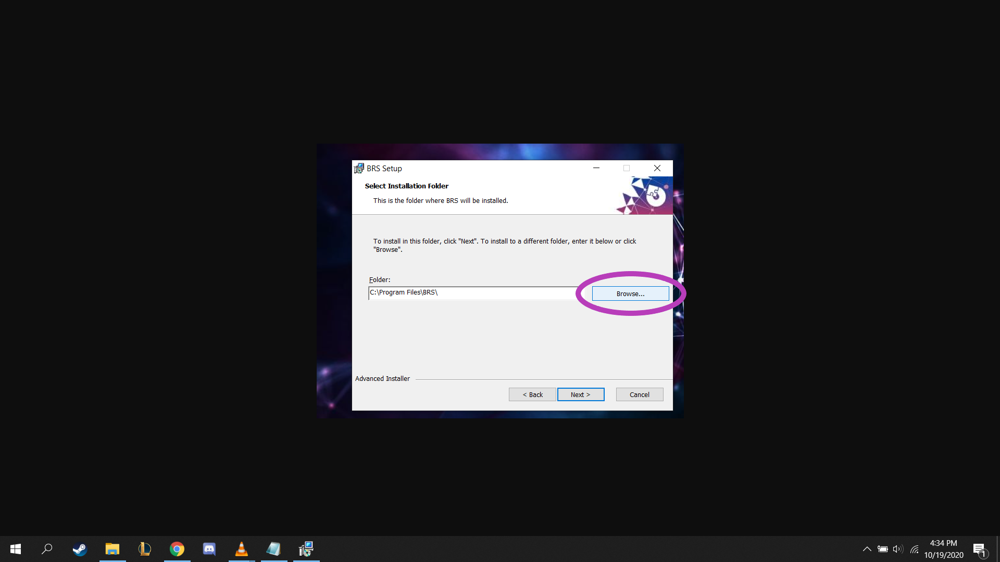 BRS Setup
Select Installation Folder
This is the folder where BRS will be installed.
To install in this folder, click "Next". To install to a different folder, enter it below or click
"Browse".
Folder:
C:\Program Files\BRS\
Browse...
Advanced Installer
< Back
Next >
Cancel
4:34 PM
10/19/2020
1